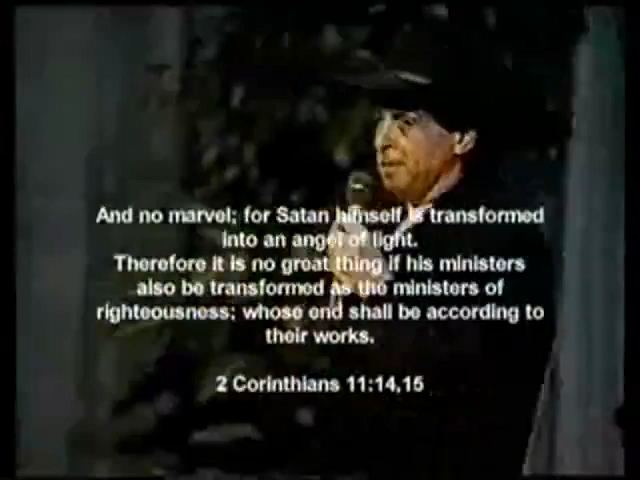 And no marvel; for Satan himself is transformed
into an angel of light.
Therefore it is no great thing if his ministers
also be transformed as the ministers of
righteousness; whose end shall be according to
their works.
2 Corinthians 11:14,15